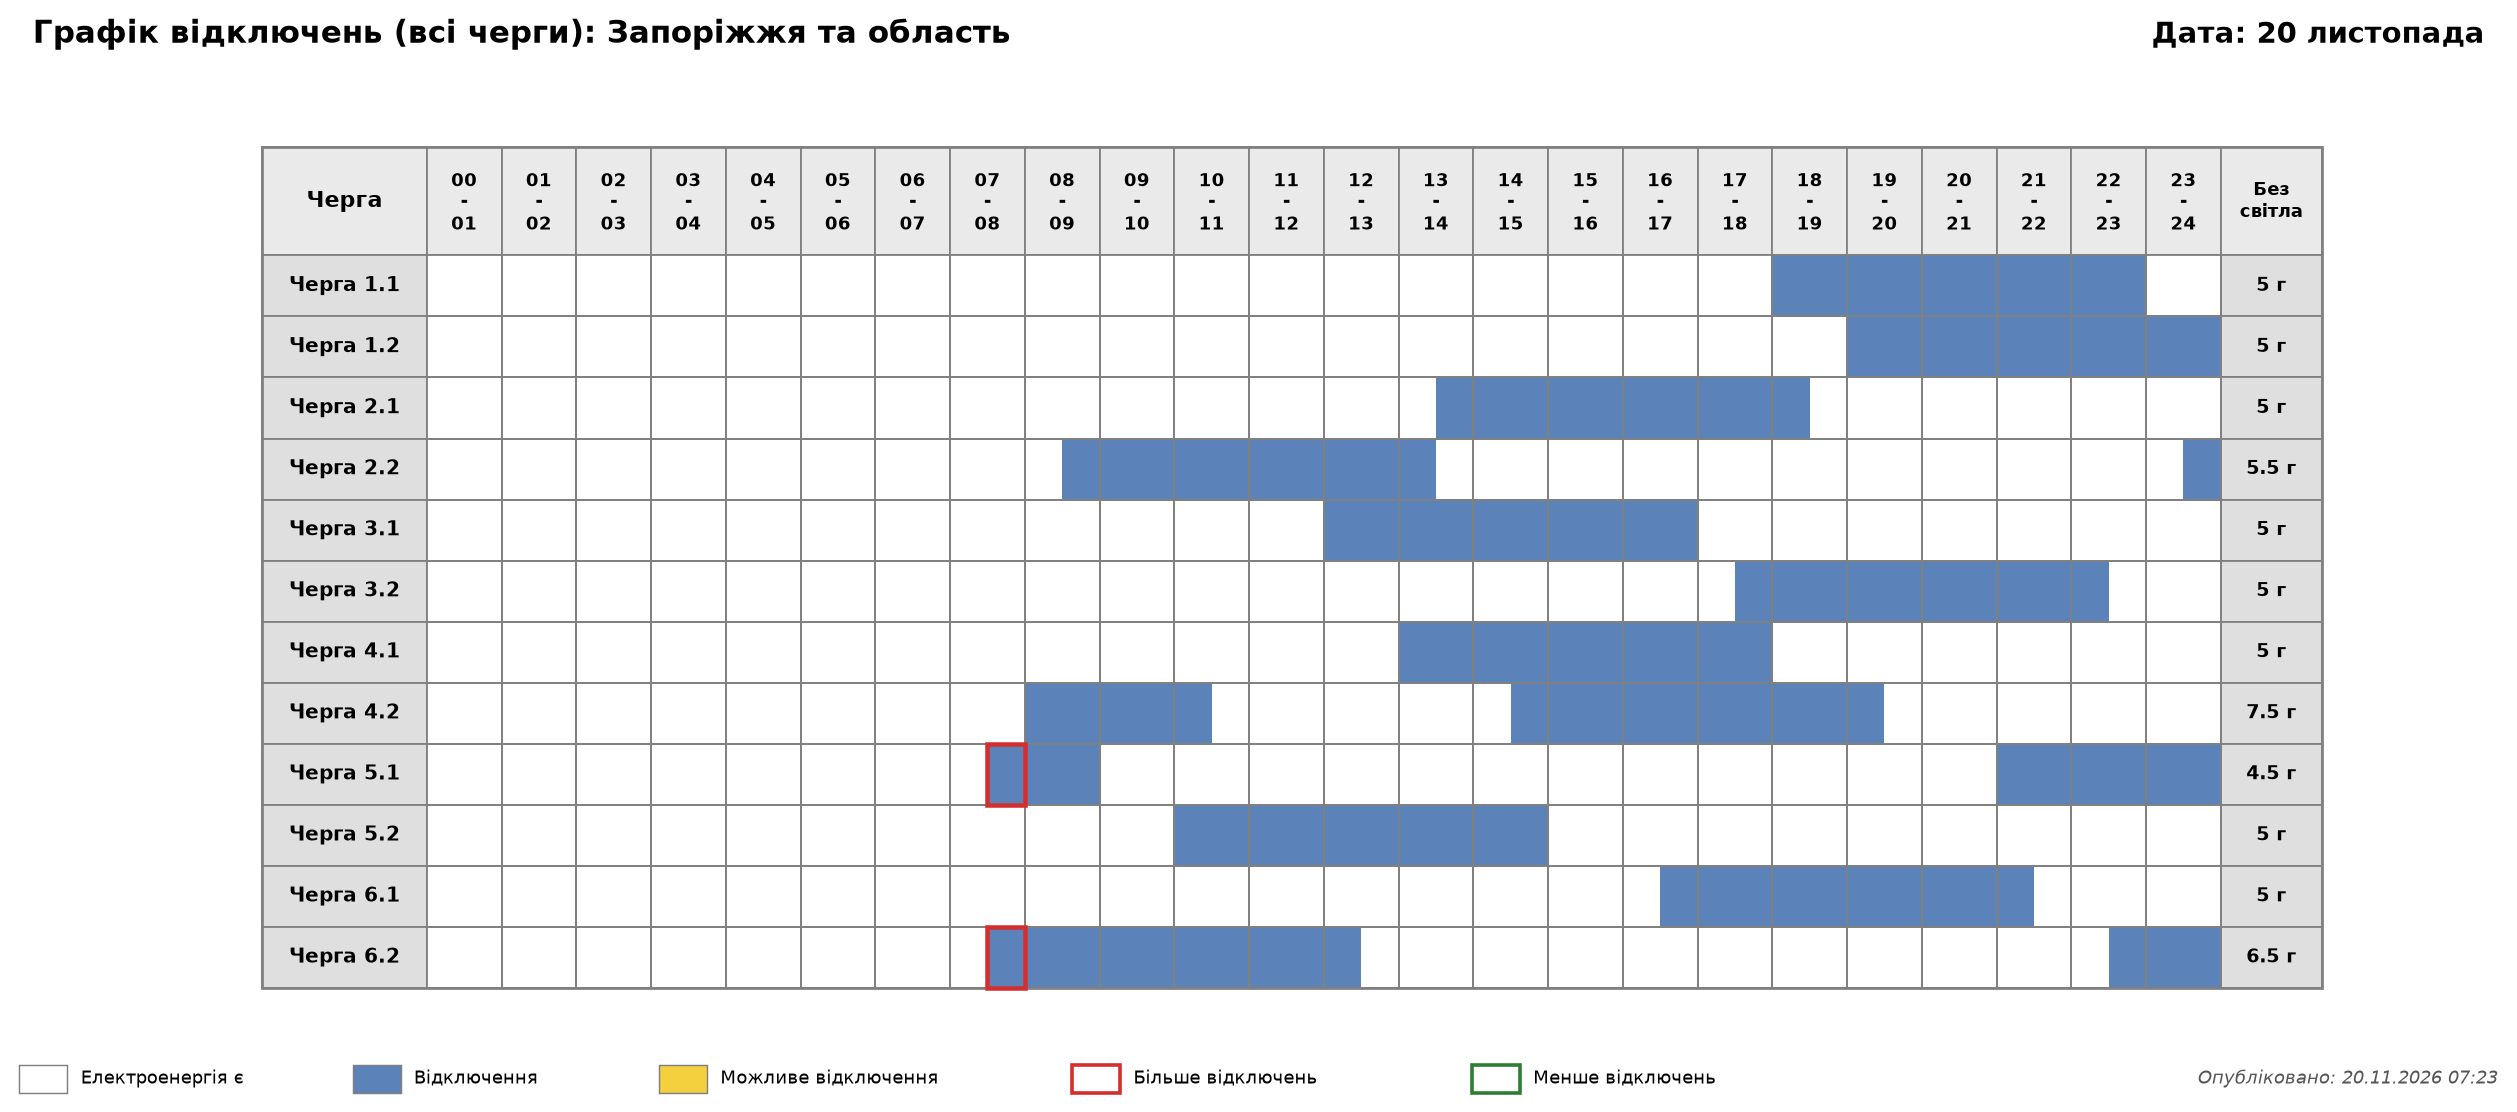 Графік відключень (всі черги): Запоріжжя та область
Дата: 20 листопада
Черга 00 - 01 01 - 02 02 - 03 03 - 04 04 - 05 05 - 06 06 - 07 07 - 08 08 - 09 09 - 10 10 - 11 11 - 12 12 - 13 13 - 14 14 - 15 15 - 16 16 - 17 17 - 18 18 - 19 19 - 20 20 - 21 21 - 22 22 - 23 23 - 24 Без світла
Черга 1.1 5 г
Черга 1.2 5 г
Черга 2.1 5 г
Черга 2.2 5.5 г
Черга 3.1 5 г
Черга 3.2 5 г
Черга 4.1 5 г
Черга 4.2 7.5 г
Черга 5.1 4.5 г
Черга 5.2 5 г
Черга 6.1 5 г
Черга 6.2 6.5 г
Електроенергія є Відключення Можливе відключення Більше відключень Менше відключень
Опубліковано: 20.11.2026 07:23